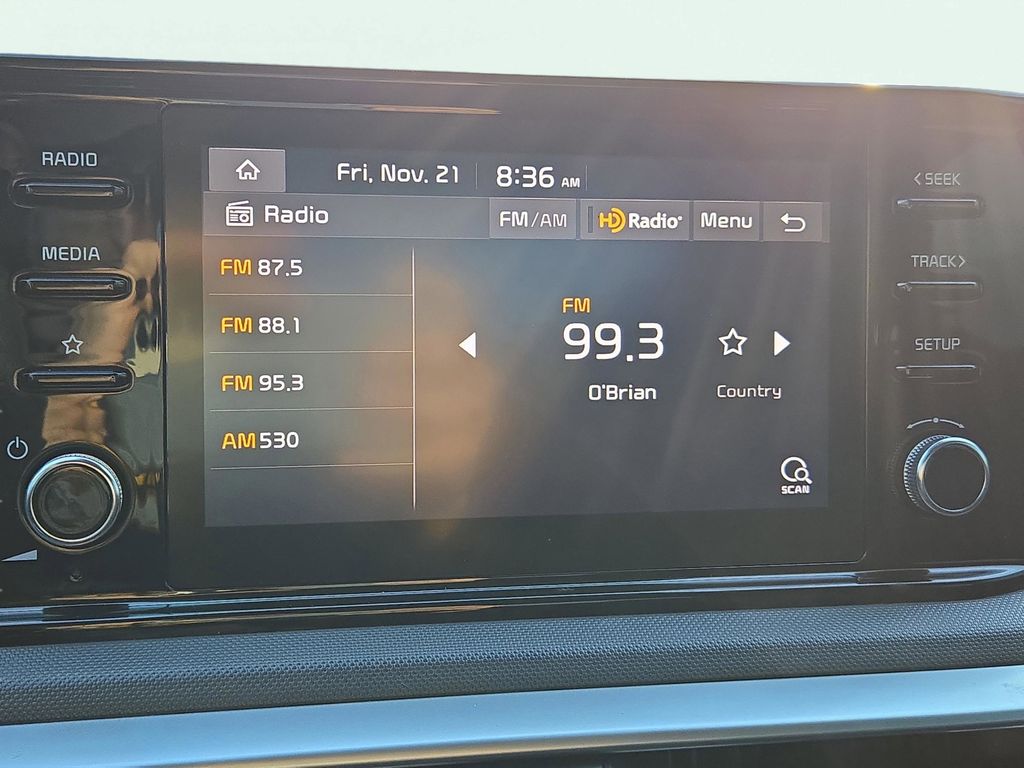 RADIO
MEDIA
Fri, Nov. 21 8:36 AM
Radio FM/AM HD Radio Menu
FM 87.5
FM 88.1
FM 95.3
AM 530
FM
99.3
O'Brian Country
SCAN
< SEEK
TRACK >
SETUP